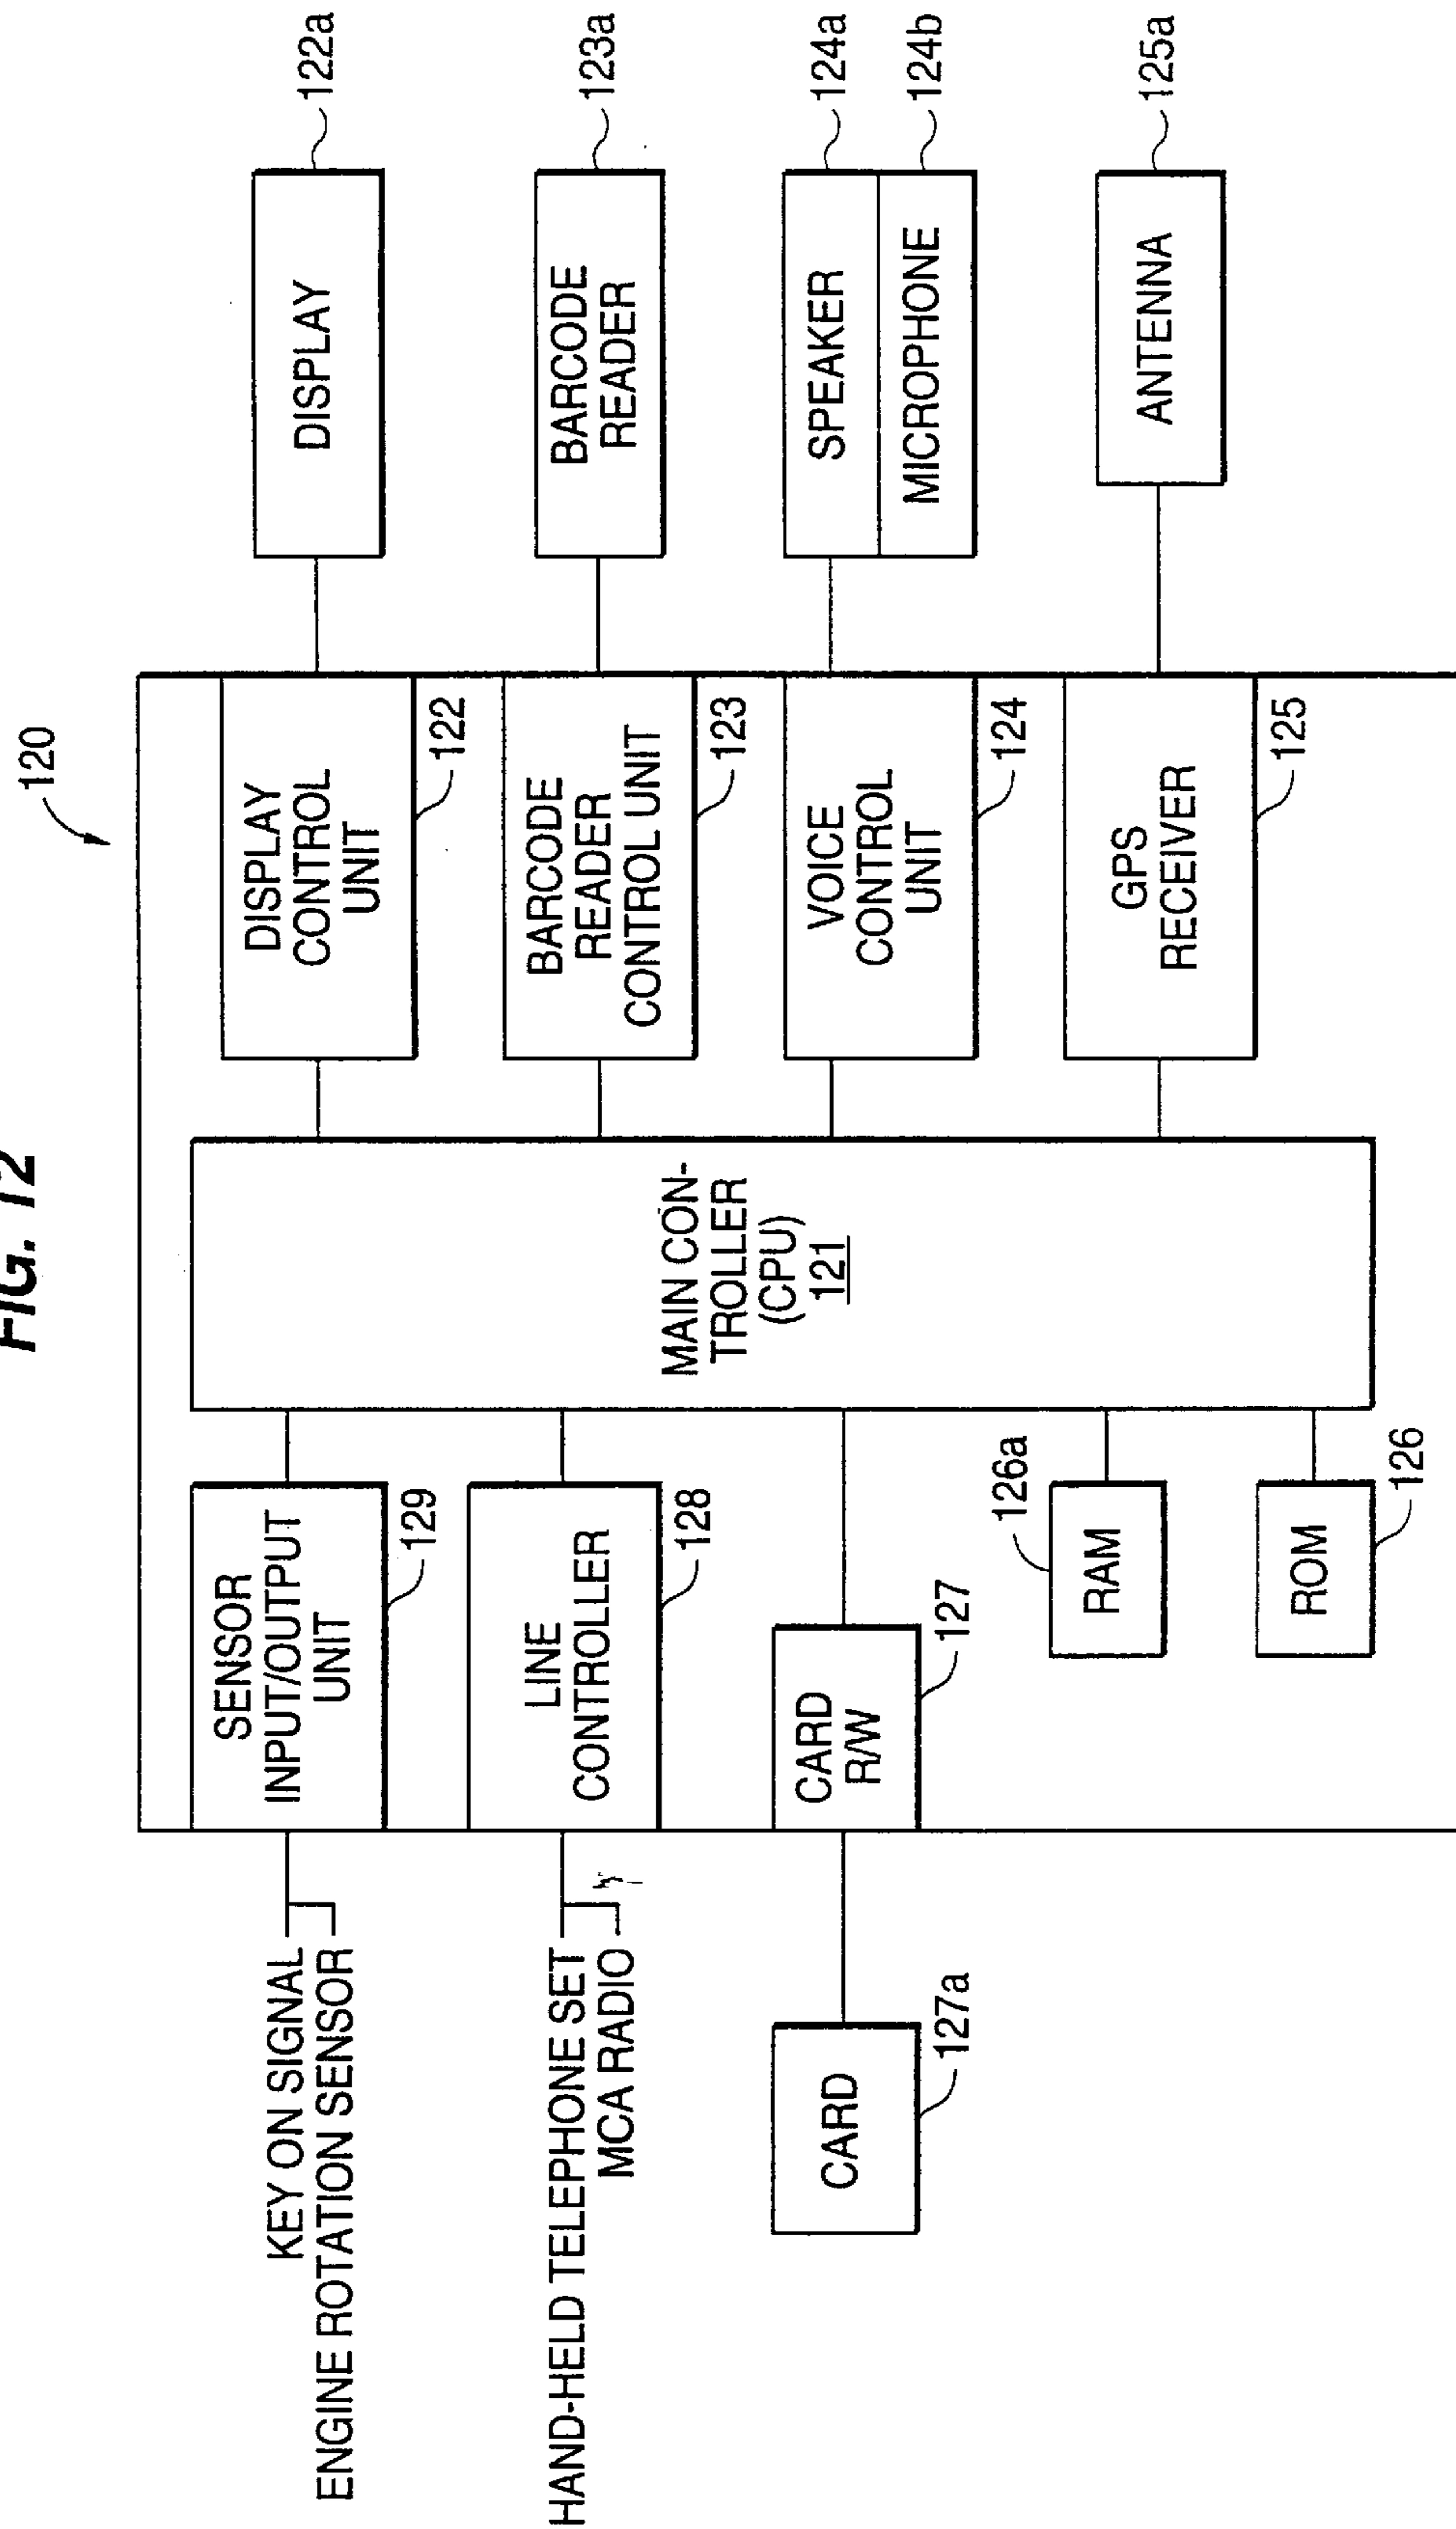 FIG. 12
120
KEY ON SIGNAL
ENGINE ROTATION SENSOR
SENSOR
INPUT/OUTPUT
UNIT
129
HAND-HELD TELEPHONE SET
MCA RADIO
LINE
CONTROLLER
128
CARD
127a
CARD
R/W
127
RAM
126a
ROM
126
MAIN CON-
TROLLER
(CPU)
121
DISPLAY
CONTROL
UNIT
122
BARCODE
READER
CONTROL UNIT
123
VOICE
CONTROL
UNIT
124
GPS
RECEIVER
125
DISPLAY
122a
BARCODE
READER
123a
SPEAKER
124a
MICROPHONE
124b
ANTENNA
125a